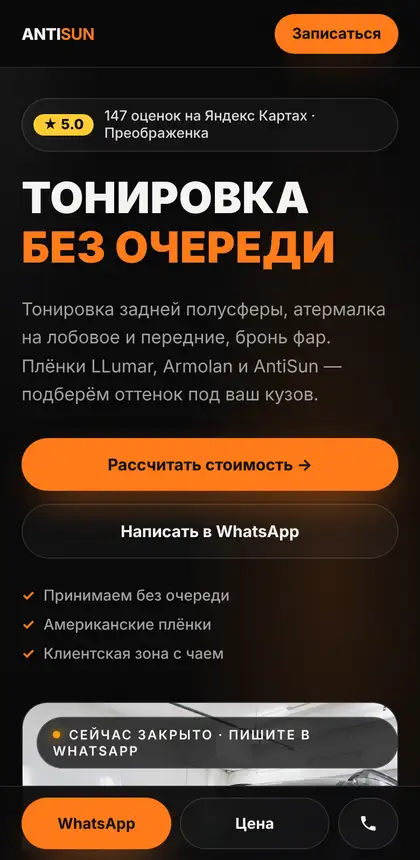 ANTISUN
Записаться
★ 5.0
147 оценок на Яндекс Картах ·
Преображенка
ТОНИРОВКА
БЕЗ ОЧЕРЕДИ
Тонировка задней полусферы, атермалка
на лобовое и передние, бронь фар.
Плёнки LLumar, Armolan и AntiSun —
подберём оттенок под ваш кузов.
Рассчитать стоимость →
Написать в WhatsApp
✓ Принимаем без очереди
✓ Американские плёнки
✓ Клиентская зона с чаем
СЕЙЧАС ЗАКРЫТО · ПИШИТЕ В
WHATSAPP
WhatsApp
Цена